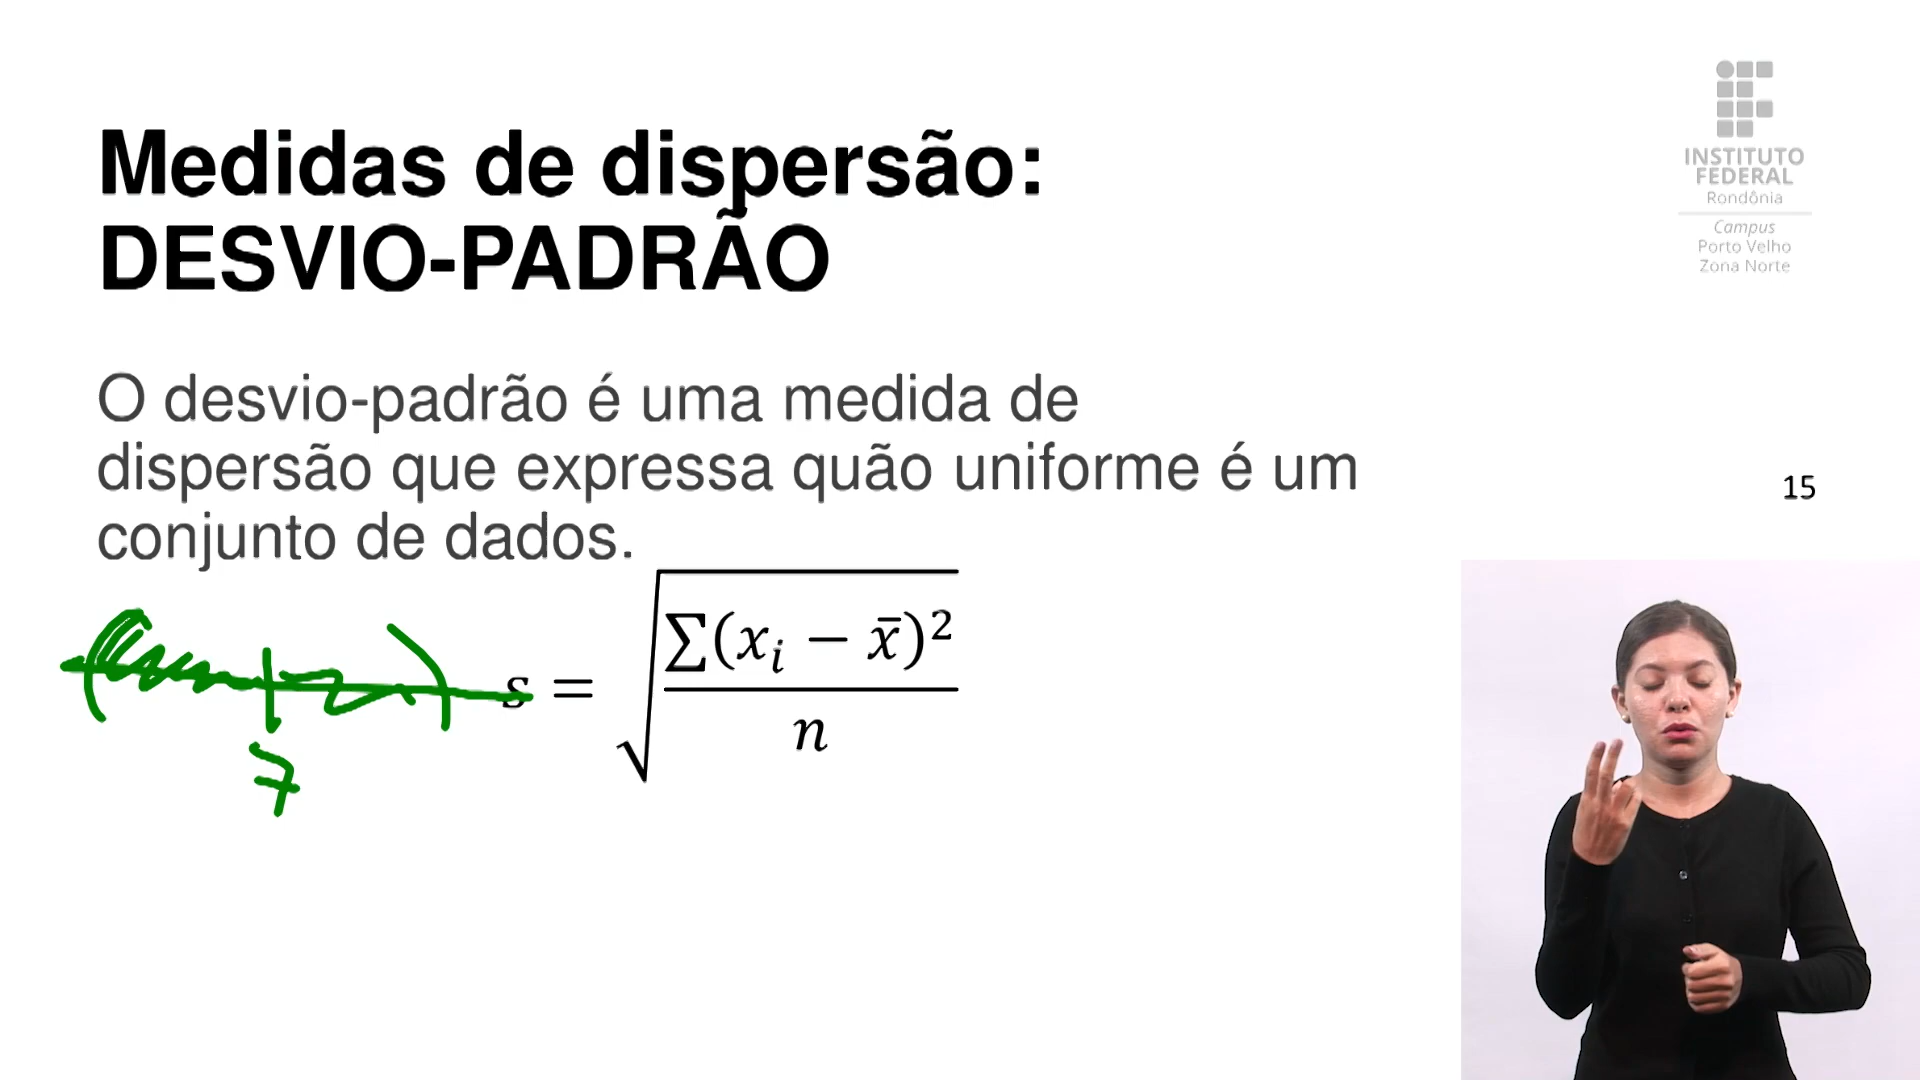 Medidas de dispersão:
DESVIO-PADRÃO
INSTITUTO
FEDERAL
Rondônia
Campus
Porto Velho
Zona Norte
O desvio-padrão é uma medida de
dispersão que expressa quão uniforme é um
conjunto de dados.
15
s = √(∑(xᵢ − x̄)² / n)
7